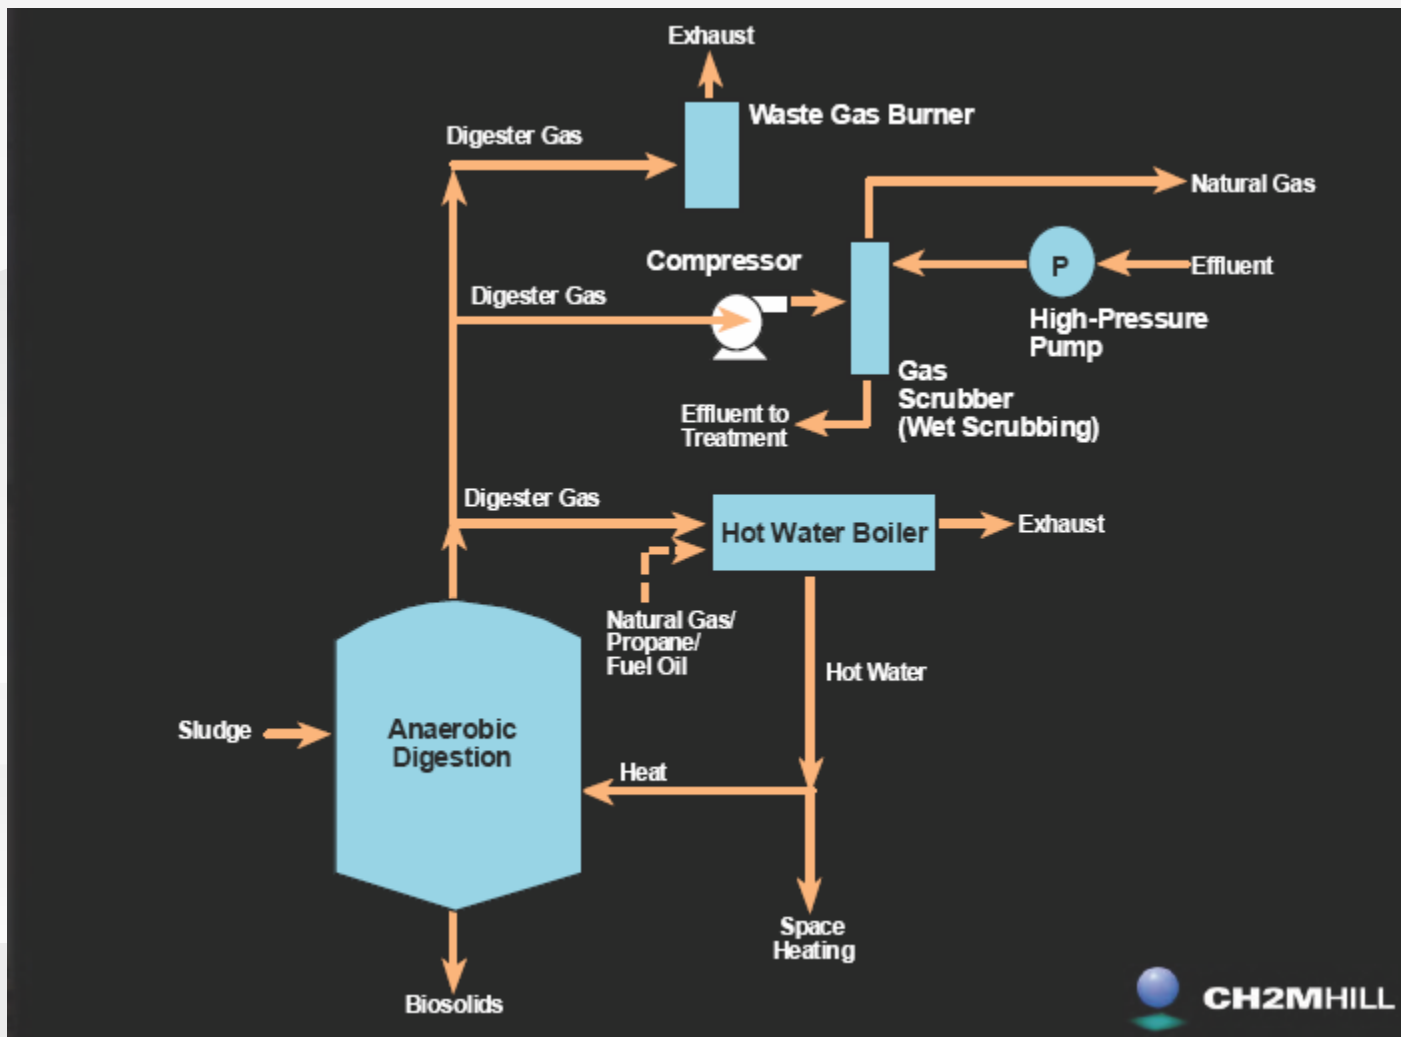 Exhaust
Waste Gas Burner
Digester Gas
Natural Gas
Compressor
P
Effluent
Digester Gas
High-Pressure
Pump
Gas
Scrubber
(Wet Scrubbing)
Effluent to
Treatment
Digester Gas
Hot Water Boiler
Exhaust
Natural Gas/
Propane/
Fuel Oil
Hot Water
Sludge
Anaerobic
Digestion
Heat
Space
Heating
Biosolids
CH2MHILL